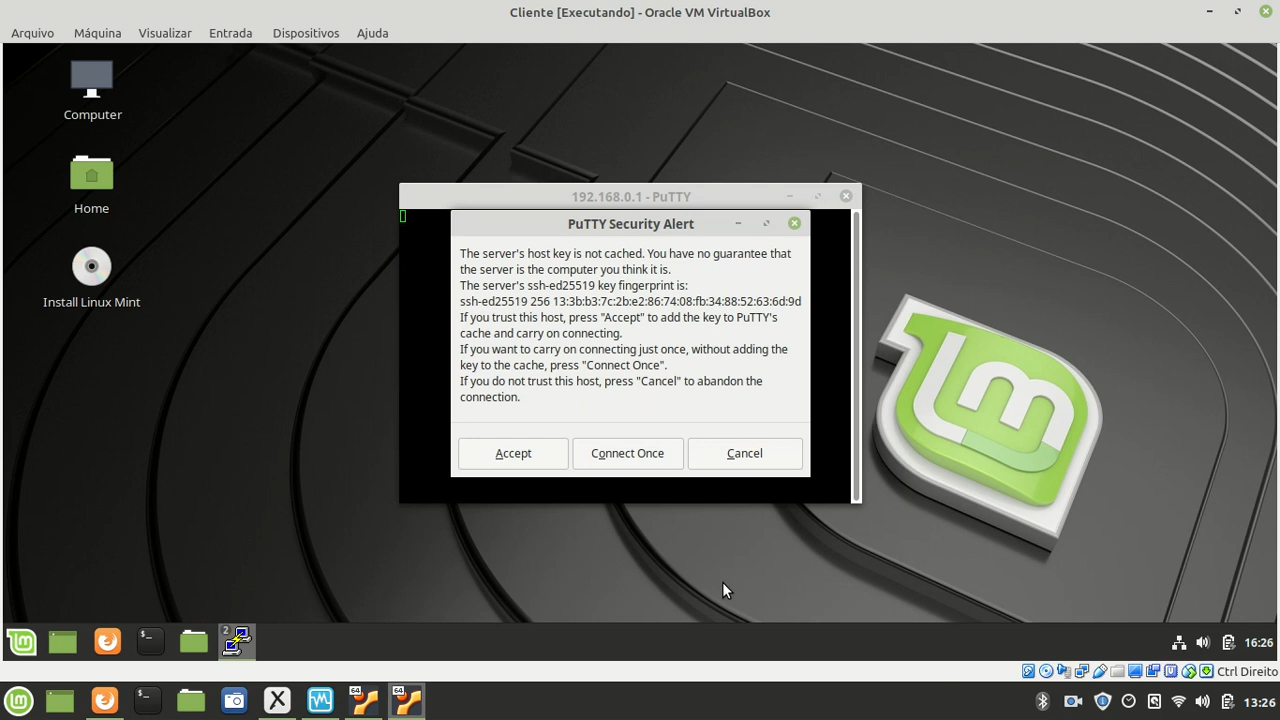 Cliente [Executando] - Oracle VM VirtualBox
Arquivo Máquina Visualizar Entrada Dispositivos Ajuda
Computer
Home
Install Linux Mint
192.168.0.1 - PuTTY
PuTTY Security Alert
The server's host key is not cached. You have no guarantee that
the server is the computer you think it is.
The server's ssh-ed25519 key fingerprint is:
ssh-ed25519 256 13:3b:b3:7c:2b:e2:86:74:08:fb:34:88:52:63:6d:9d
If you trust this host, press "Accept" to add the key to PuTTY's
cache and carry on connecting.
If you want to carry on connecting just once, without adding the
key to the cache, press "Connect Once".
If you do not trust this host, press "Cancel" to abandon the
connection.
Accept Connect Once Cancel
2
16:26
Ctrl Direito
64 64
13:26